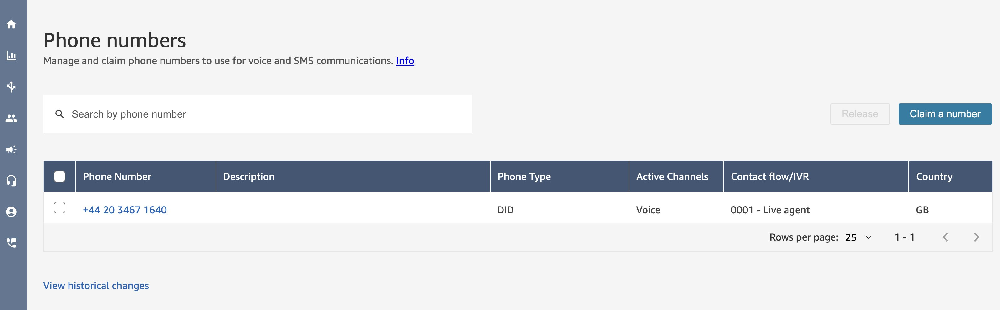 Phone numbers
Manage and claim phone numbers to use for voice and SMS communications. Info
Search by phone number
Release
Claim a number
Phone Number Description Phone Type Active Channels Contact flow/IVR Country
+44 20 3467 1640 DID Voice 0001 - Live agent GB
Rows per page: 25 1 - 1
View historical changes